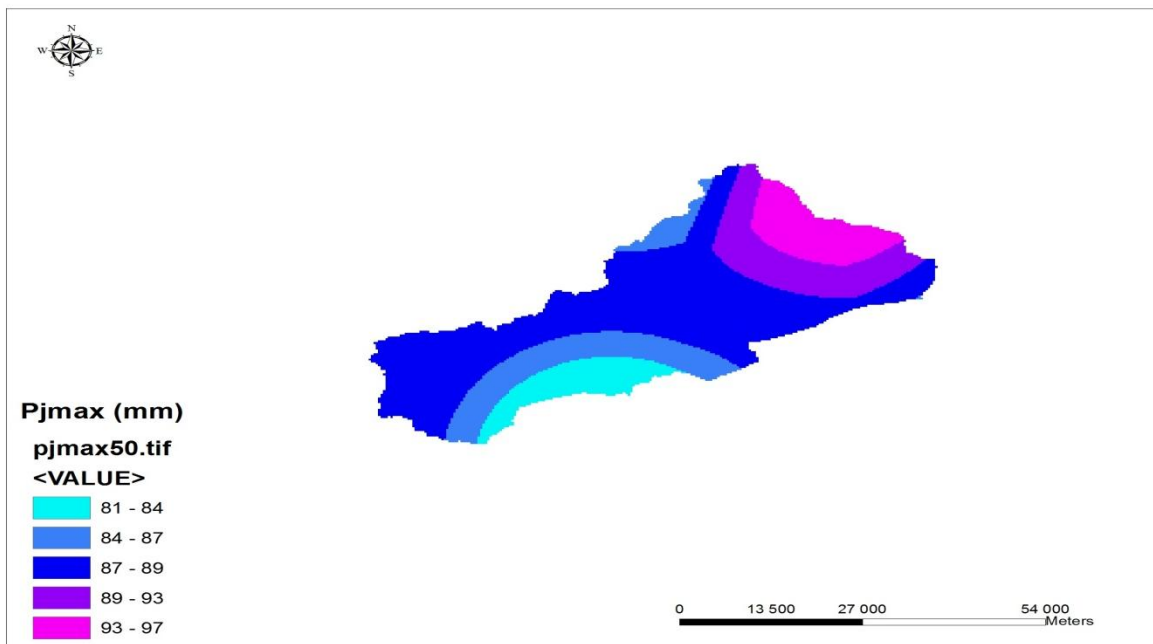 N
W E
S
Pjmax (mm)
pjmax50.tif
<VALUE>
81 - 84
84 - 87
87 - 89
89 - 93
93 - 97
0 13 500 27 000 54 000
Meters